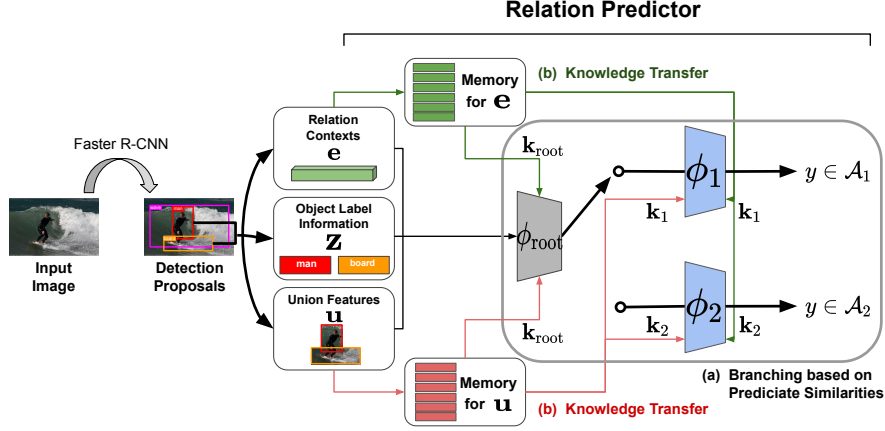 Relation Predictor
Faster R-CNN
Input
Image
Detection
Proposals
Relation
Contexts
e
Object Label
Information
z
man
board
Union Features
u
Memory
for e
(b) Knowledge Transfer
k_root
ϕ_root
k_root
Memory
for u
(b) Knowledge Transfer
ϕ_1
k_1
k_1
y ∈ A_1
ϕ_2
k_2
k_2
y ∈ A_2
(a) Branching based on
Prediciate Similarities